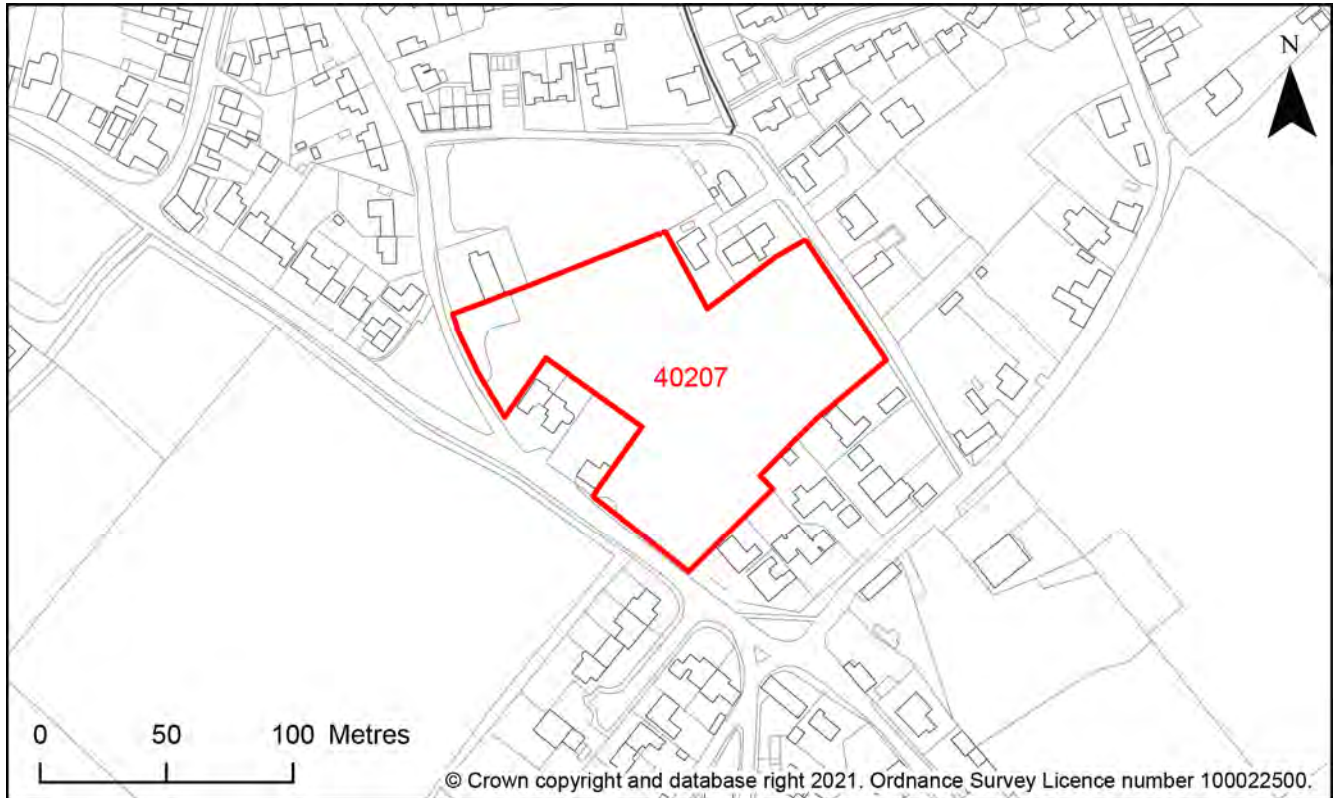 N
40207
0 50 100 Metres
© Crown copyright and database right 2021. Ordnance Survey Licence number 100022500.